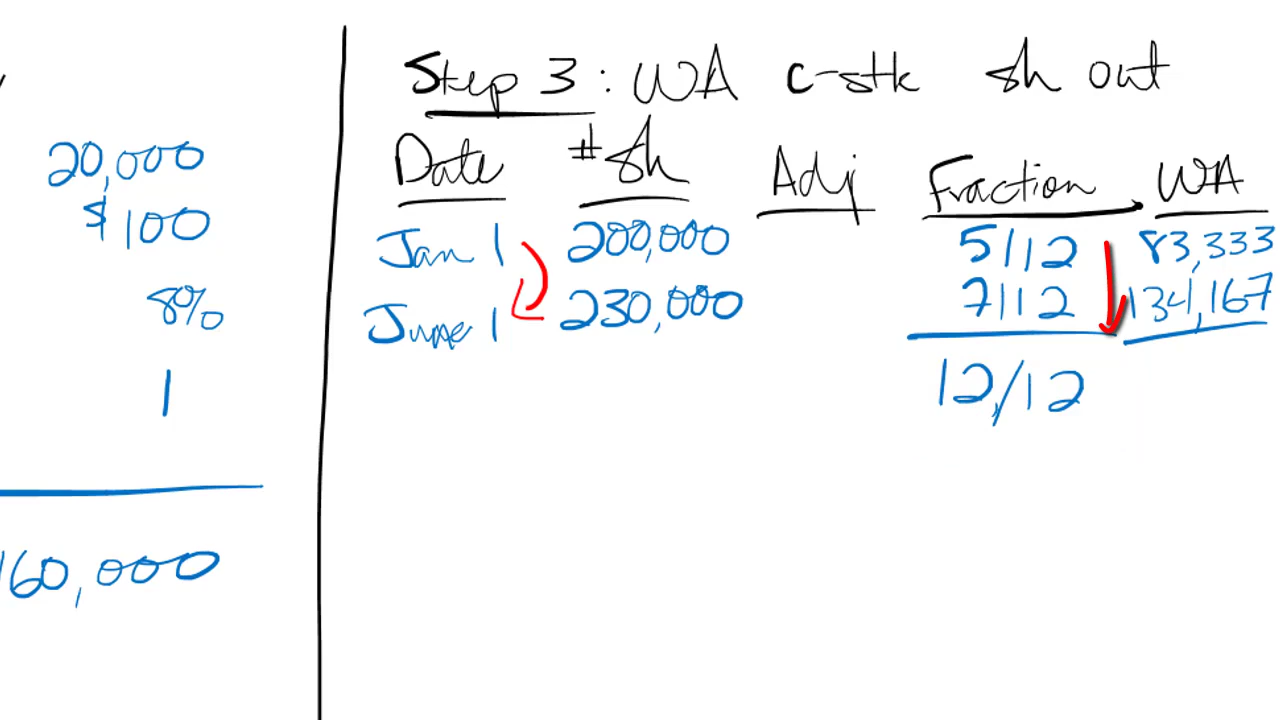 20,000
$100
8%
1
160,000
Step 3: WA c-stk sh out
Date #sh Adj Fraction WA
Jan 1 200,000 5/12 83,333
June 1 230,000 7/12 134,167
12/12